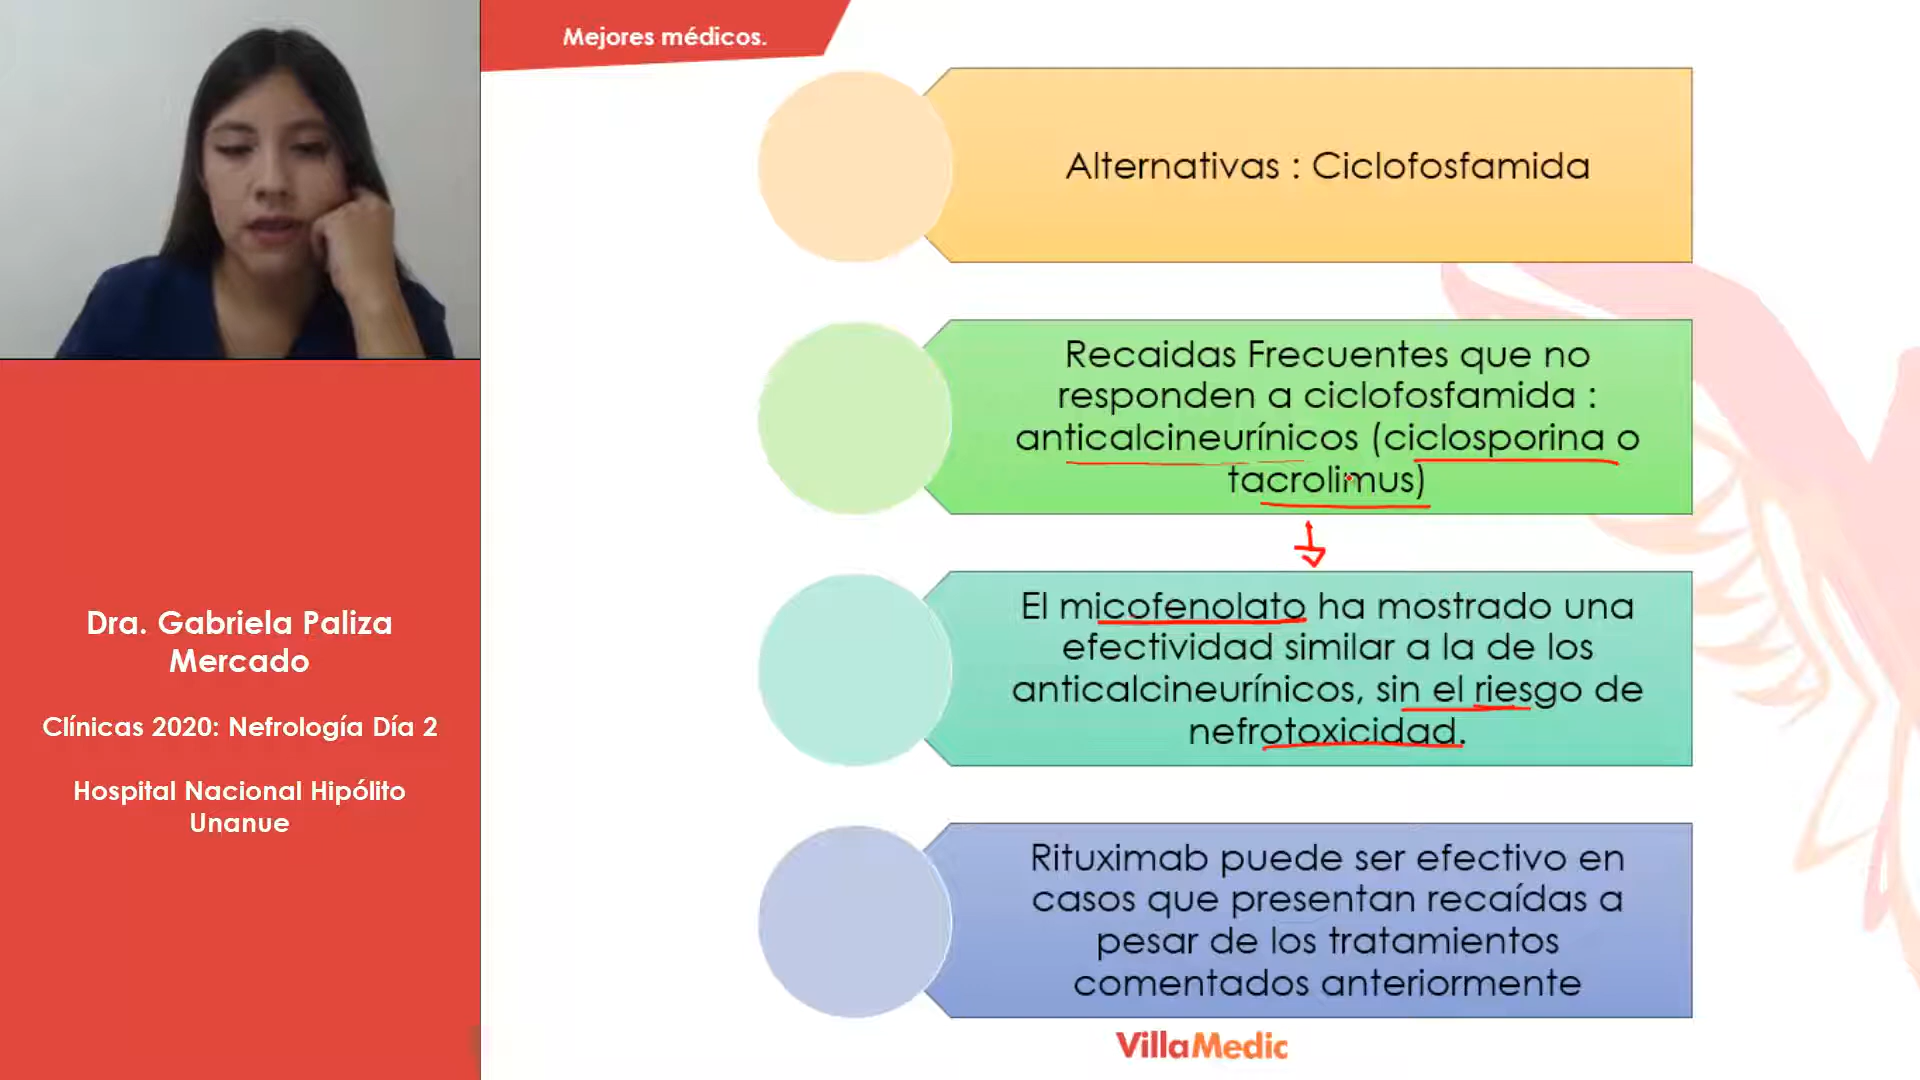 Mejores médicos.
Alternativas : Ciclofosfamida
Recaidas Frecuentes que no
responden a ciclofosfamida :
anticalcineurínicos (ciclosporina o
tacrolimus)
El micofenolato ha mostrado una
efectividad similar a la de los
anticalcineurínicos, sin el riesgo de
nefrotoxicidad.
Rituximab puede ser efectivo en
casos que presentan recaídas a
pesar de los tratamientos
comentados anteriormente
Dra. Gabriela Paliza
Mercado
Clínicas 2020: Nefrología Día 2
Hospital Nacional Hipólito
Unanue
VillaMedic